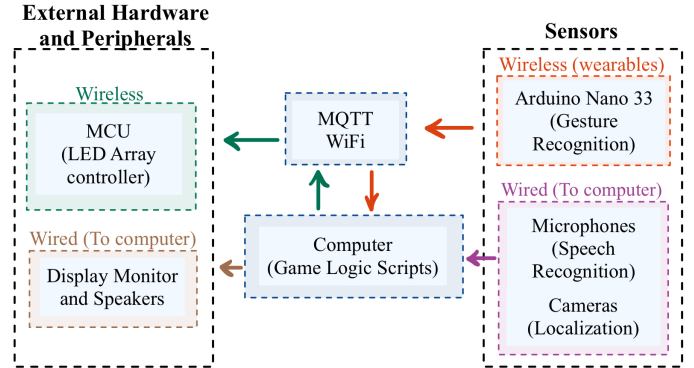 External Hardware
and Peripherals
Wireless
MCU
(LED Array
controller)
Wired (To computer)
Display Monitor
and Speakers
MQTT
WiFi
Computer
(Game Logic Scripts)
Sensors
Wireless (wearables)
Arduino Nano 33
(Gesture
Recognition)
Wired (To computer)
Microphones
(Speech
Recognition)
Cameras
(Localization)